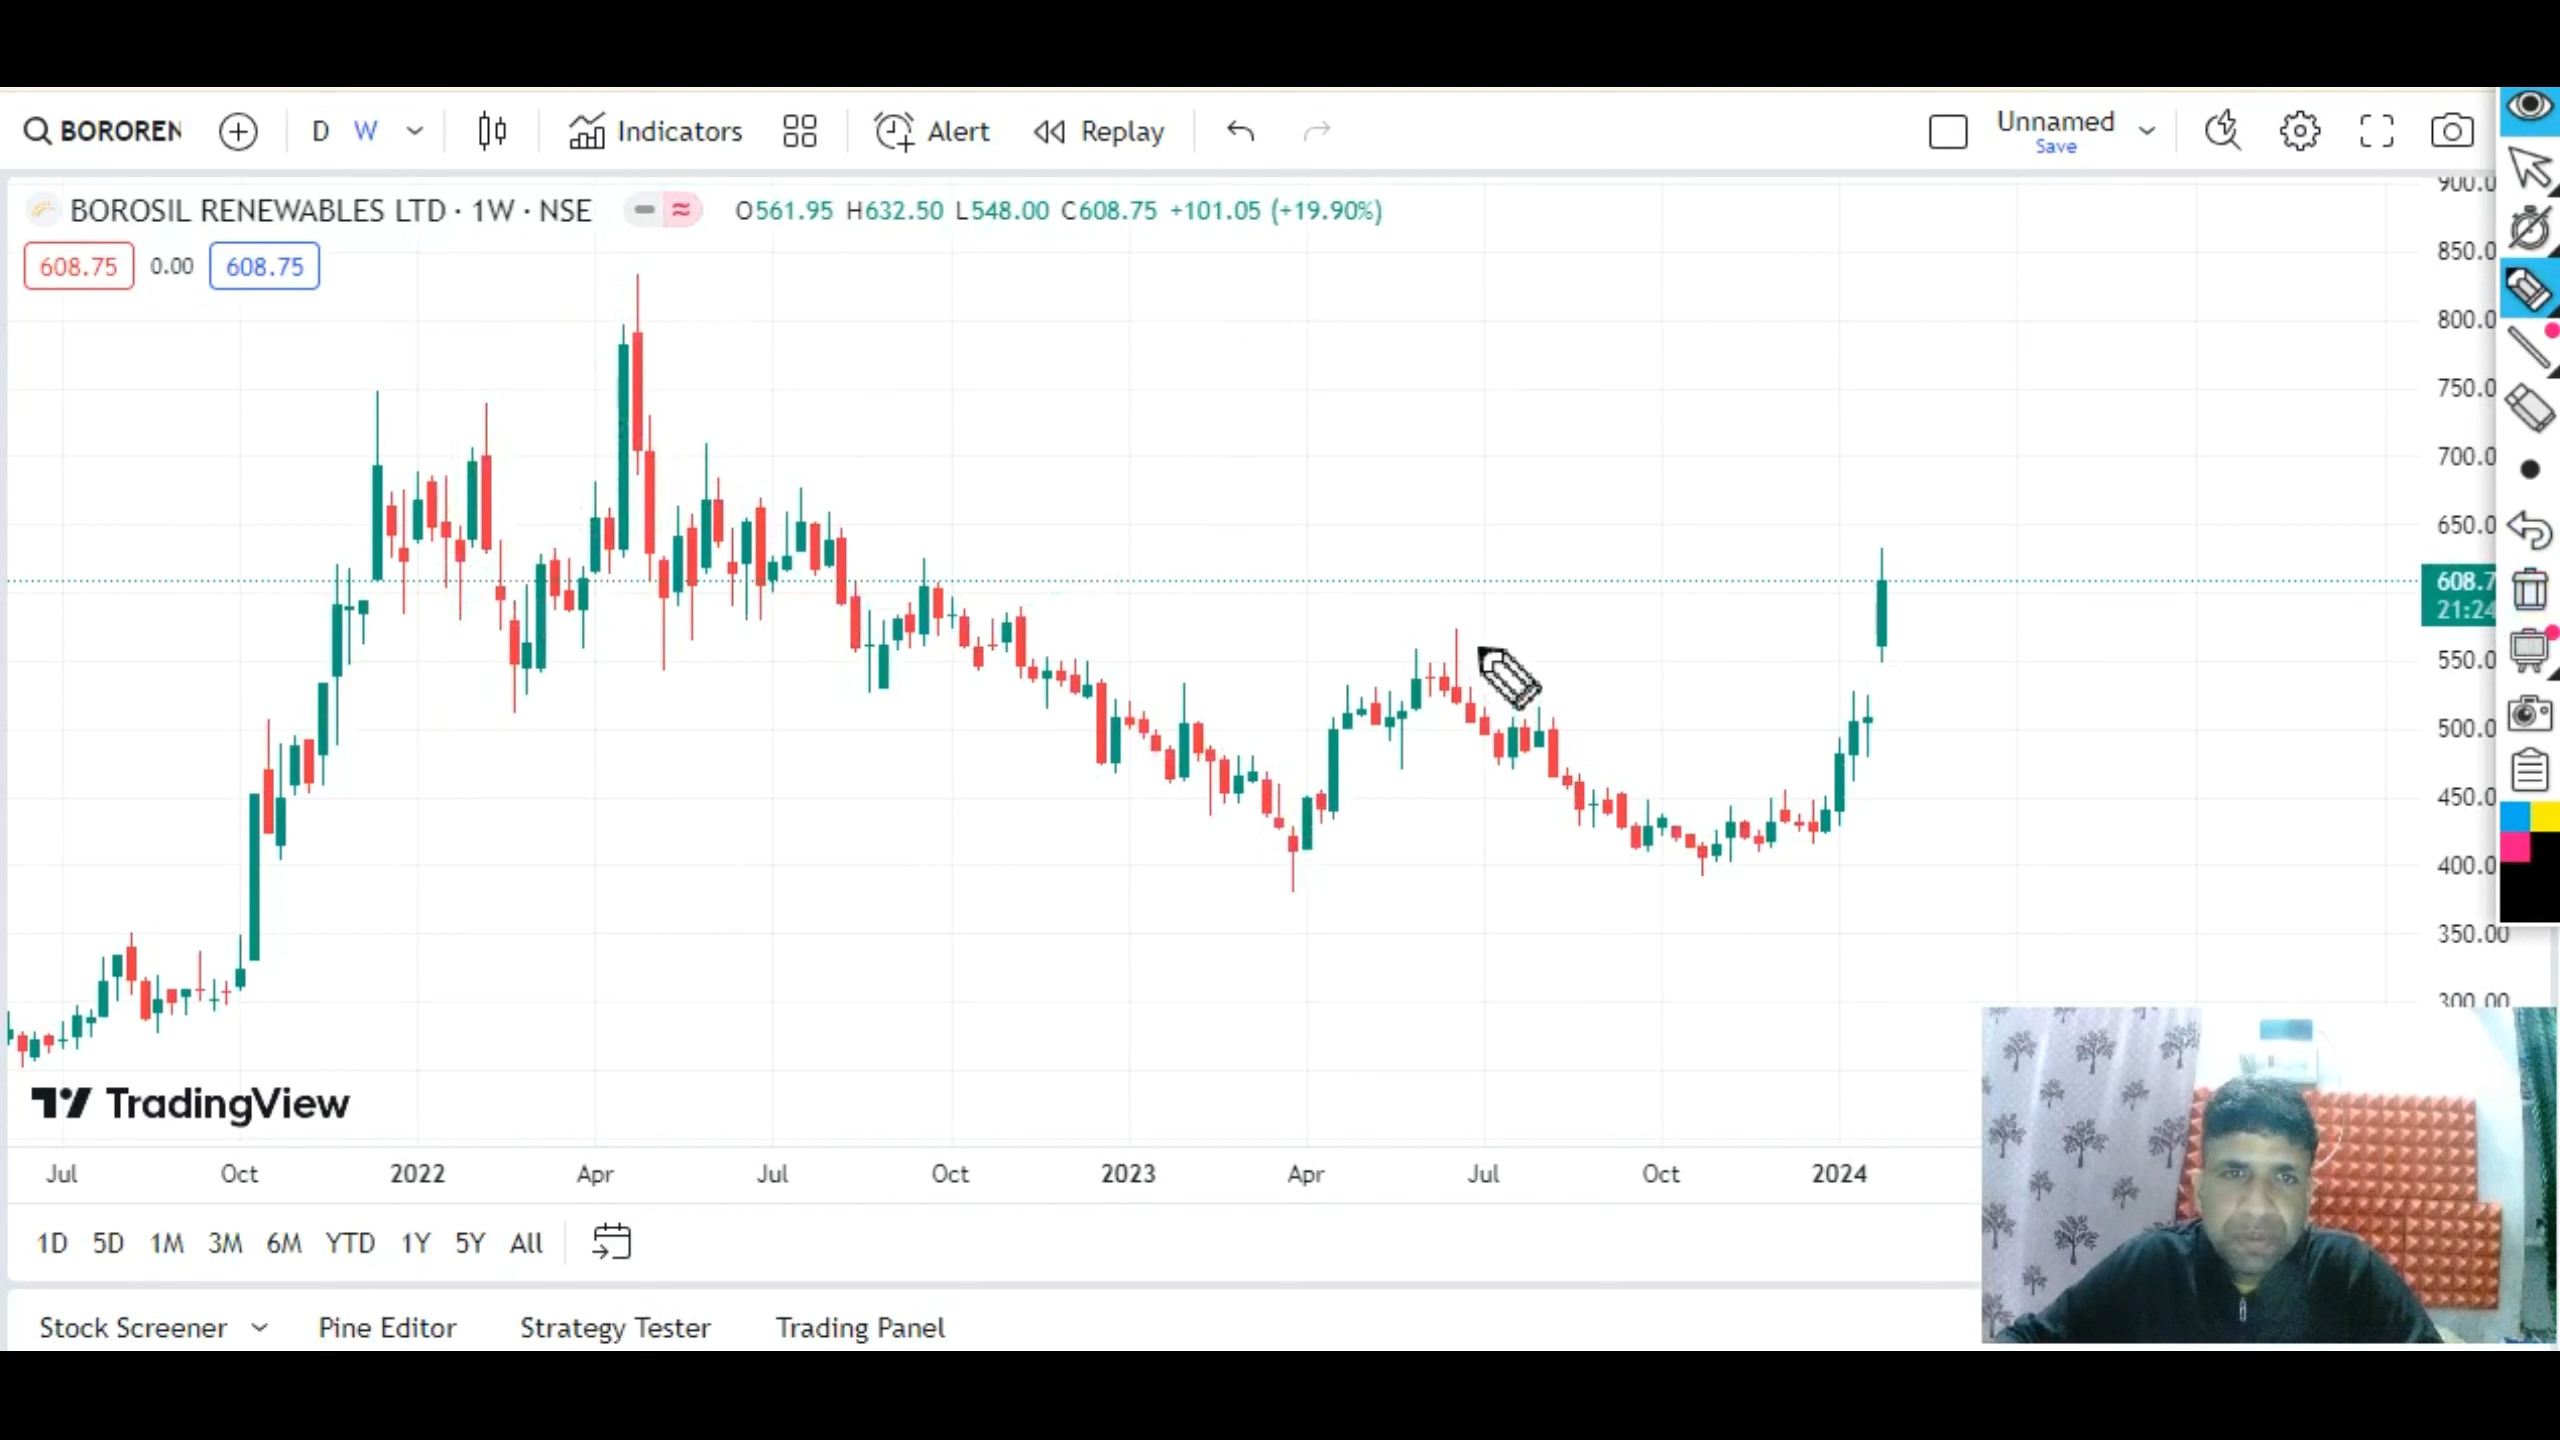 BOROREN
D W
Indicators
Alert
Replay
Unnamed
Save
BOROSIL RENEWABLES LTD · 1W · NSE
O561.95 H632.50 L548.00 C608.75 +101.05 (+19.90%)
608.75 0.00 608.75
900.0
850.0
800.0
750.0
700.0
650.0
608.7
21:24
550.0
500.0
450.0
400.0
350.00
300.00
TradingView
Jul Oct 2022 Apr Jul Oct 2023 Apr Jul Oct 2024
1D 5D 1M 3M 6M YTD 1Y 5Y All
Stock Screener Pine Editor Strategy Tester Trading Panel